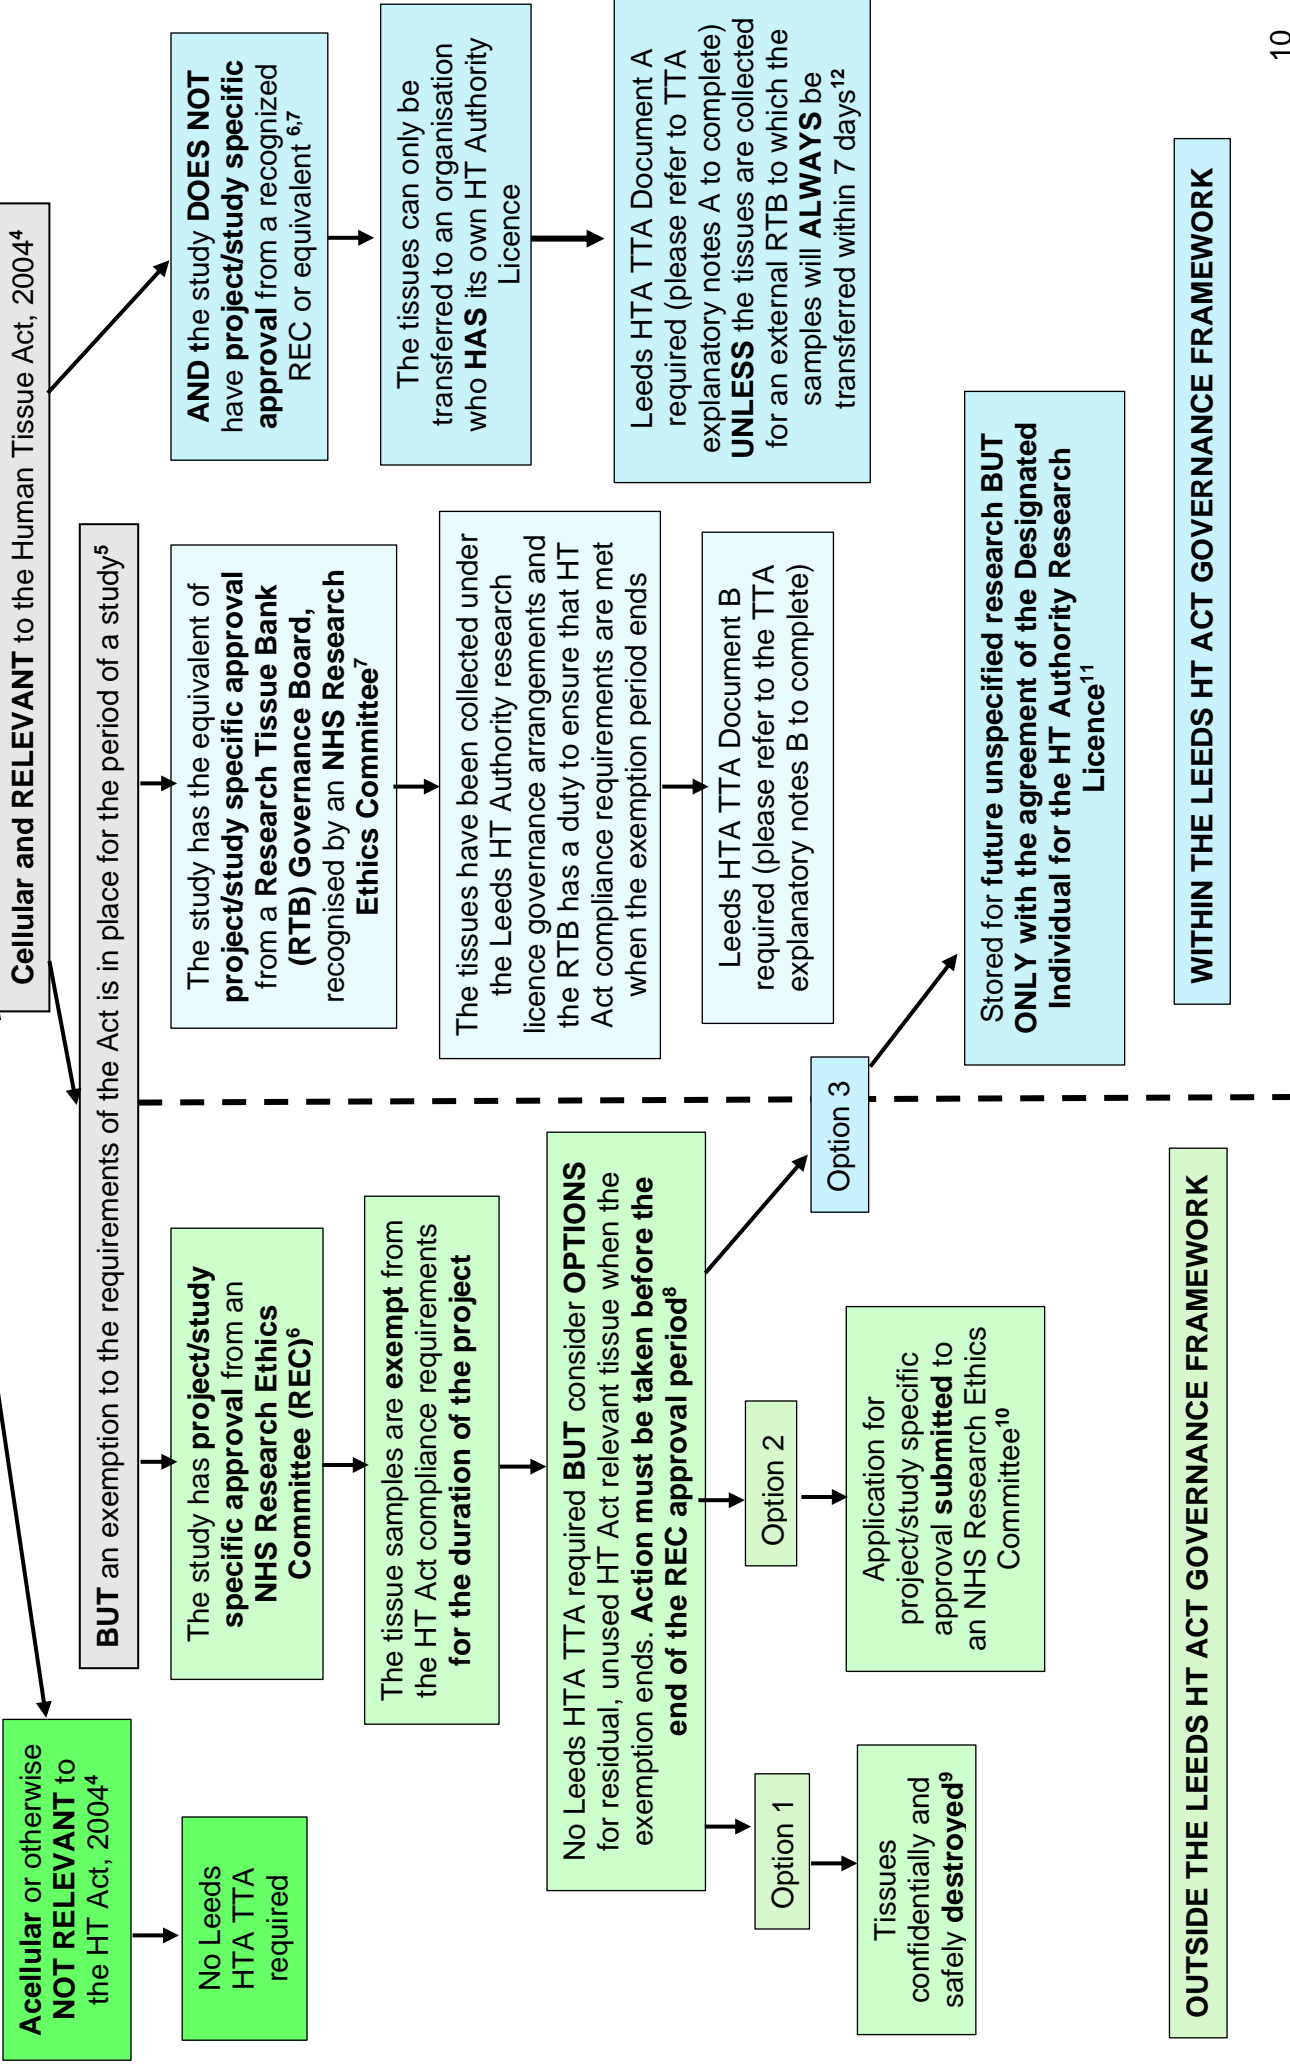 Cellular and RELEVANT to the Human Tissue Act, 2004⁴
Acellular or otherwise
NOT RELEVANT to
the HT Act, 2004⁴
No Leeds
HTA TTA
required
BUT an exemption to the requirements of the Act is in place for the period of a study⁵
The study has project/study
specific approval from an
NHS Research Ethics
Committee (REC)⁶
The tissue samples are exempt from
the HT Act compliance requirements
for the duration of the project
No Leeds HTA TTA required BUT consider OPTIONS
for residual, unused HT Act relevant tissue when the
exemption ends. Action must be taken before the
end of the REC approval period⁸
Option 1
Tissues
confidentially and
safely destroyed⁹
Option 2
Application for
project/study specific
approval submitted to
an NHS Research Ethics
Committee¹⁰
Option 3
Stored for future unspecified research BUT
ONLY with the agreement of the Designated
Individual for the HT Authority Research
Licence¹¹
The study has the equivalent of
project/study specific approval
from a Research Tissue Bank
(RTB) Governance Board,
recognised by an NHS Research
Ethics Committee⁷
The tissues have been collected under
the Leeds HT Authority research
licence governance arrangements and
the RTB has a duty to ensure that HT
Act compliance requirements are met
when the exemption period ends
Leeds HTA TTA Document B
required (please refer to the TTA
explanatory notes B to complete)
AND the study DOES NOT
have project/study specific
approval from a recognized
REC or equivalent ⁶,⁷
The tissues can only be
transferred to an organisation
who HAS its own HT Authority
Licence
Leeds HTA TTA Document A
required (please refer to TTA
explanatory notes A to complete)
UNLESS the tissues are collected
for an external RTB to which the
samples will ALWAYS be
transferred within 7 days¹²
OUTSIDE THE LEEDS HT ACT GOVERNANCE FRAMEWORK
WITHIN THE LEEDS HT ACT GOVERNANCE FRAMEWORK
10